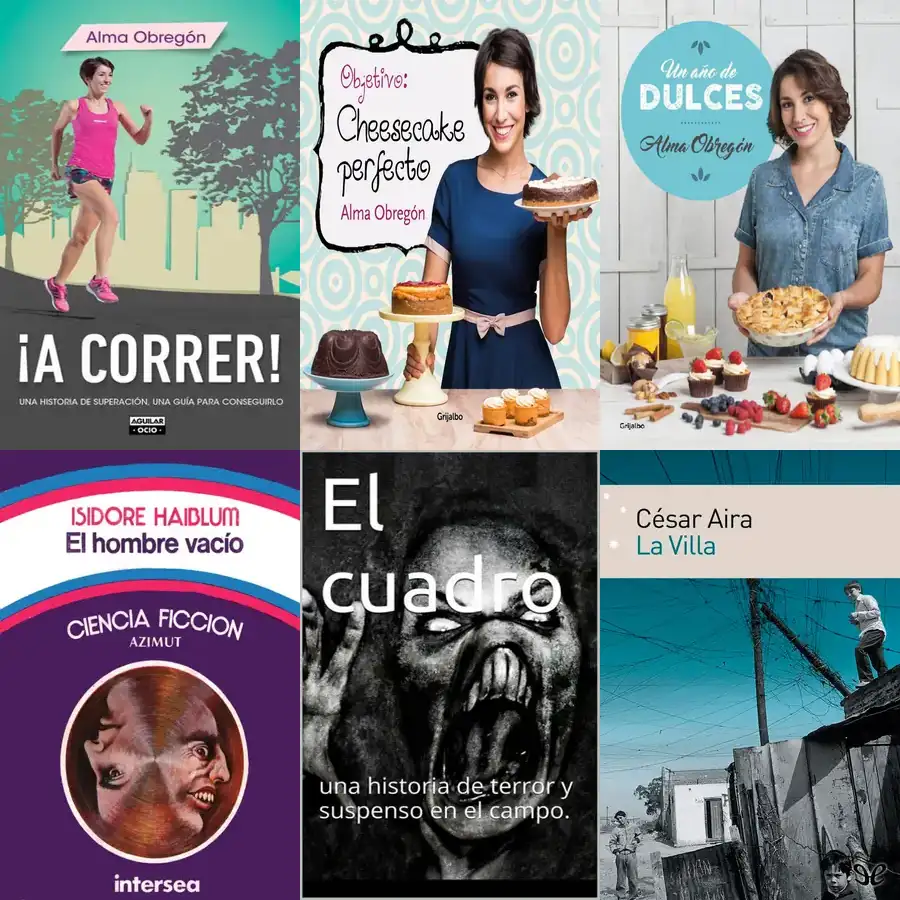 Alma Obregón
¡A CORRER!
UNA HISTORIA DE SUPERACIÓN, UNA GUÍA PARA CONSEGUIRLO
AGUILAR
·OCIO·
Objetivo:
Cheesecake
perfecto
Alma Obregón
Grijalbo
Un año de
DULCES
Alma Obregón
Grijalbo
ISIDORE HAIBLUM
El hombre vacío
CIENCIA FICCION
AZIMUT
intersea
El
cuadro
una historia de terror y
suspenso en el campo.
César Aira
La Villa